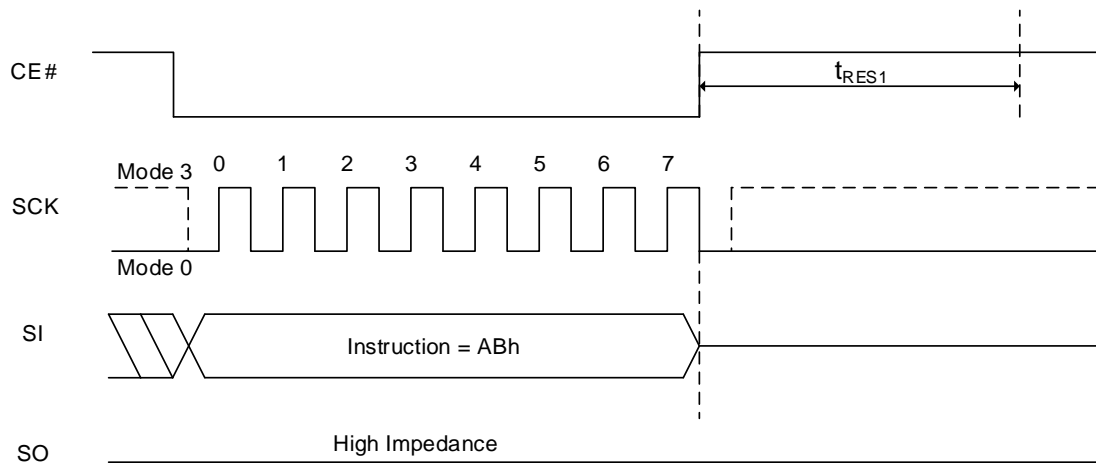 CE#
tRES1
Mode 3
0 1 2 3 4 5 6 7
SCK
Mode 0
SI
Instruction = ABh
High Impedance
SO